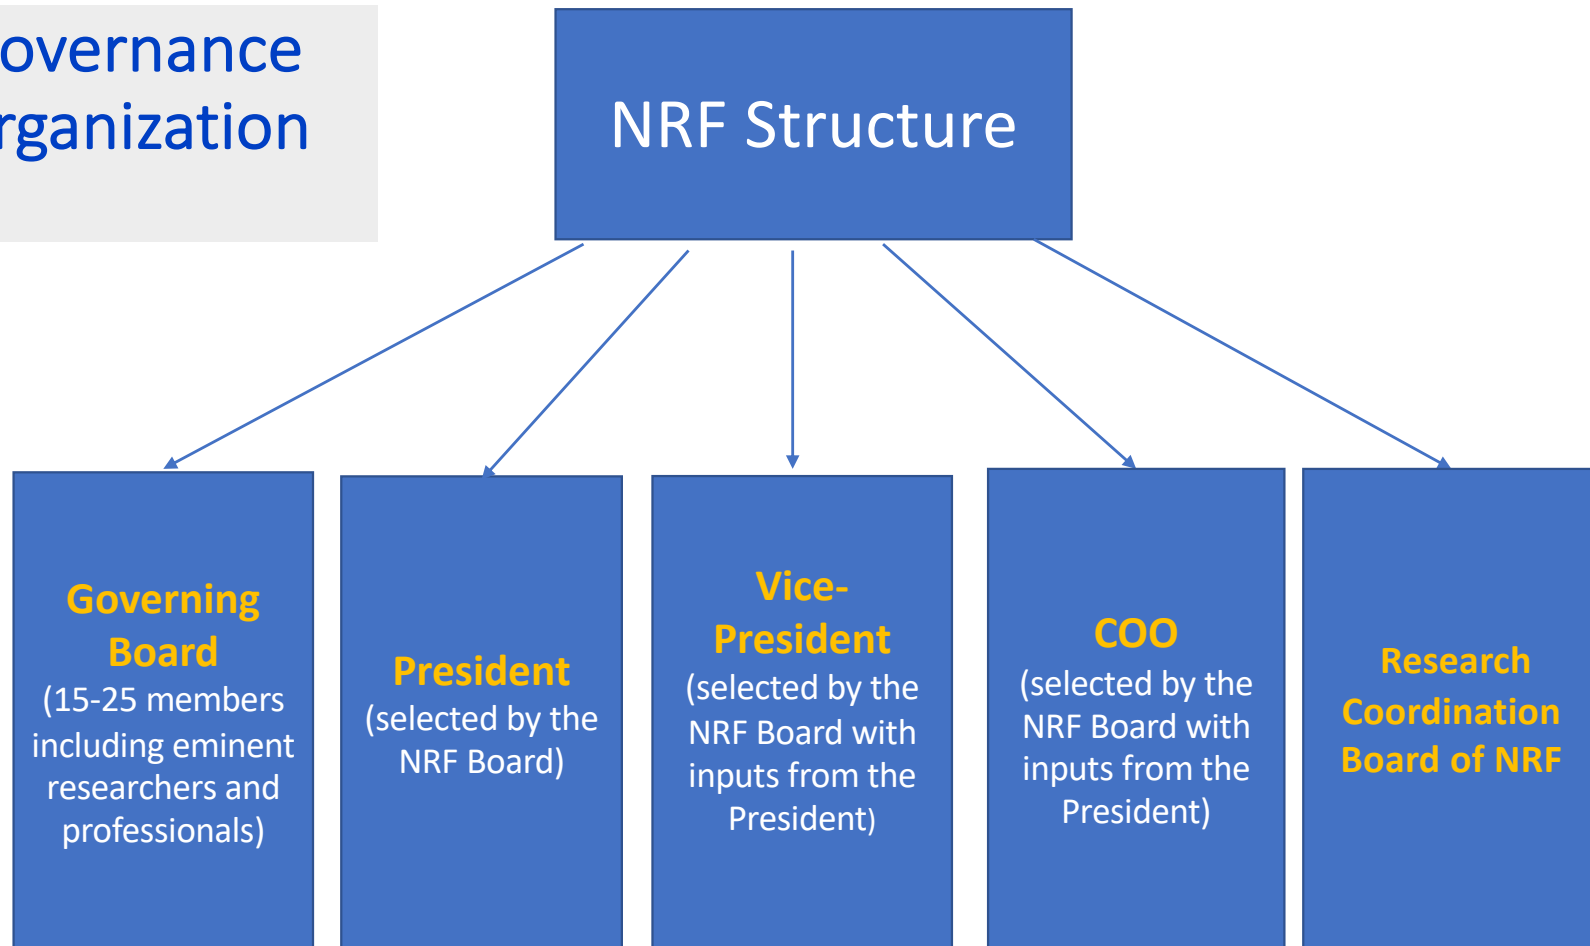 overnance
rganization
NRF Structure
Governing
Board
(15-25 members
including eminent
researchers and
professionals)
President
(selected by the
NRF Board)
Vice-
President
(selected by the
NRF Board with
inputs from the
President)
COO
(selected by the
NRF Board with
inputs from the
President)
Research
Coordination
Board of NRF